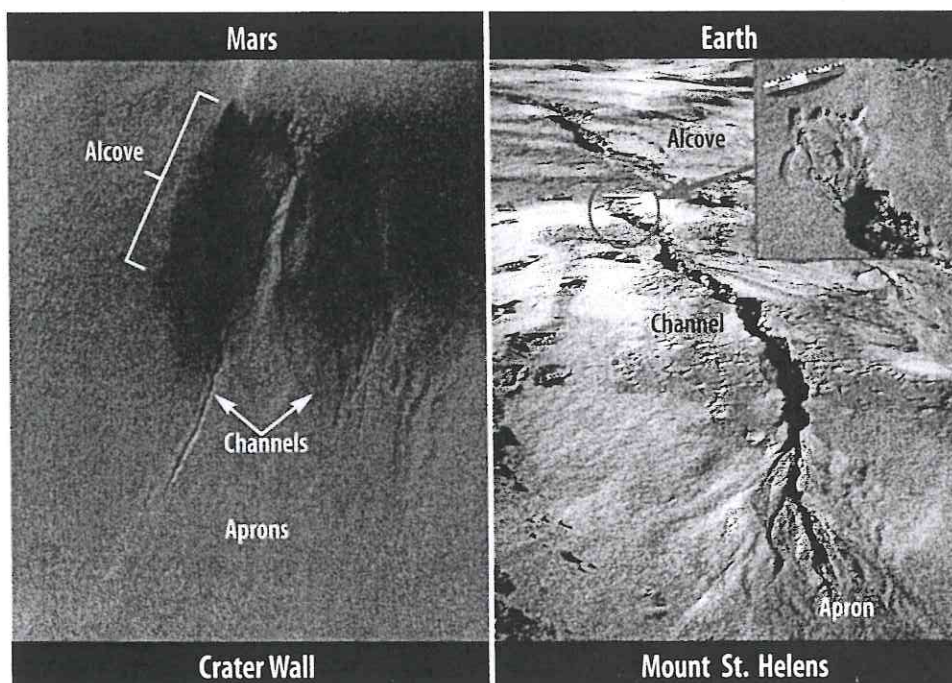 Mars
Alcove
Channels
Aprons
Crater Wall
Earth
Alcove
Channel
Apron
Mount St. Helens